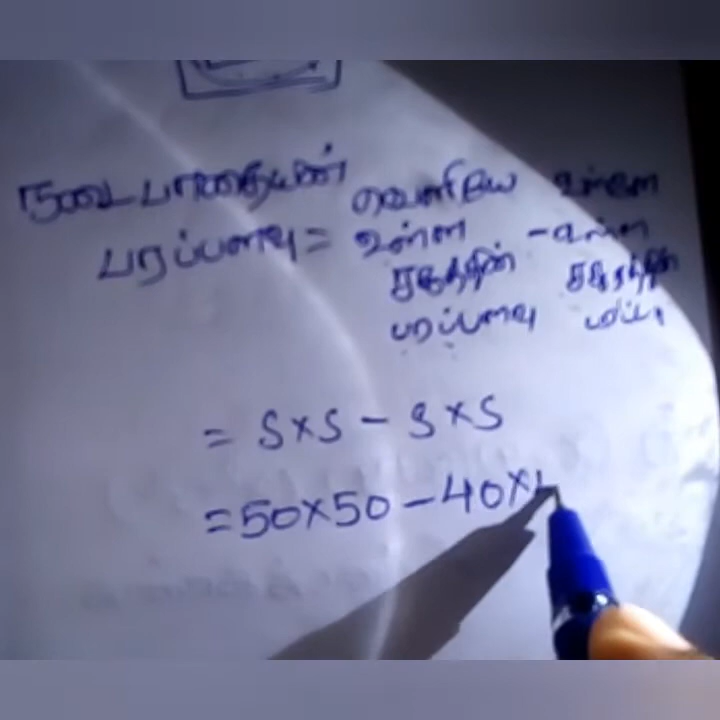 நடைபாதையின்
பரப்பளவு = வெளியே உள்ளே
உள்ள - உள்ள
சதுரத்தின் சதுரத்தின்
பரப்பளவு
= S×S - S×S
= 50×50 - 40×